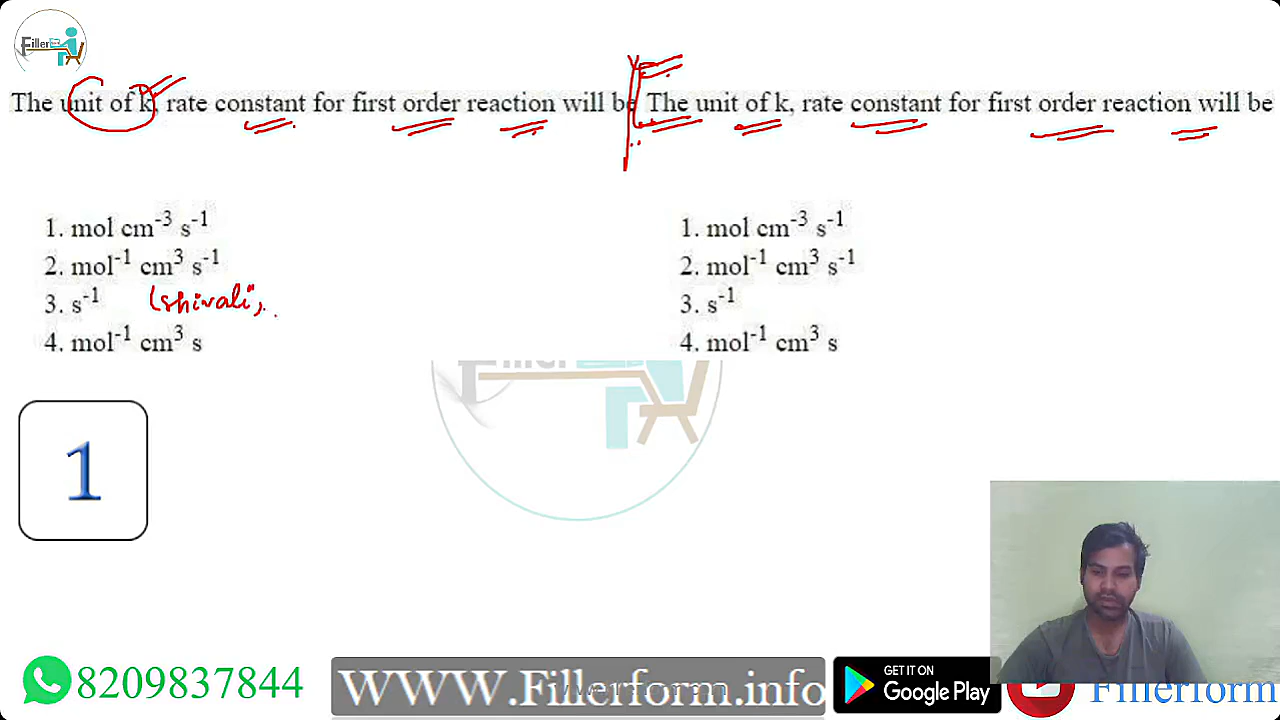 Filler
The unit of k, rate constant for first order reaction will be The unit of k, rate constant for first order reaction will be
1. mol cm⁻³ s⁻¹
2. mol⁻¹ cm³ s⁻¹
3. s⁻¹ (Shivali),
4. mol⁻¹ cm³ s
1. mol cm⁻³ s⁻¹
2. mol⁻¹ cm³ s⁻¹
3. s⁻¹
4. mol⁻¹ cm³ s
1
8209837844
WWW.Fillerform.info
GET IT ON
Google Play
Fillerform